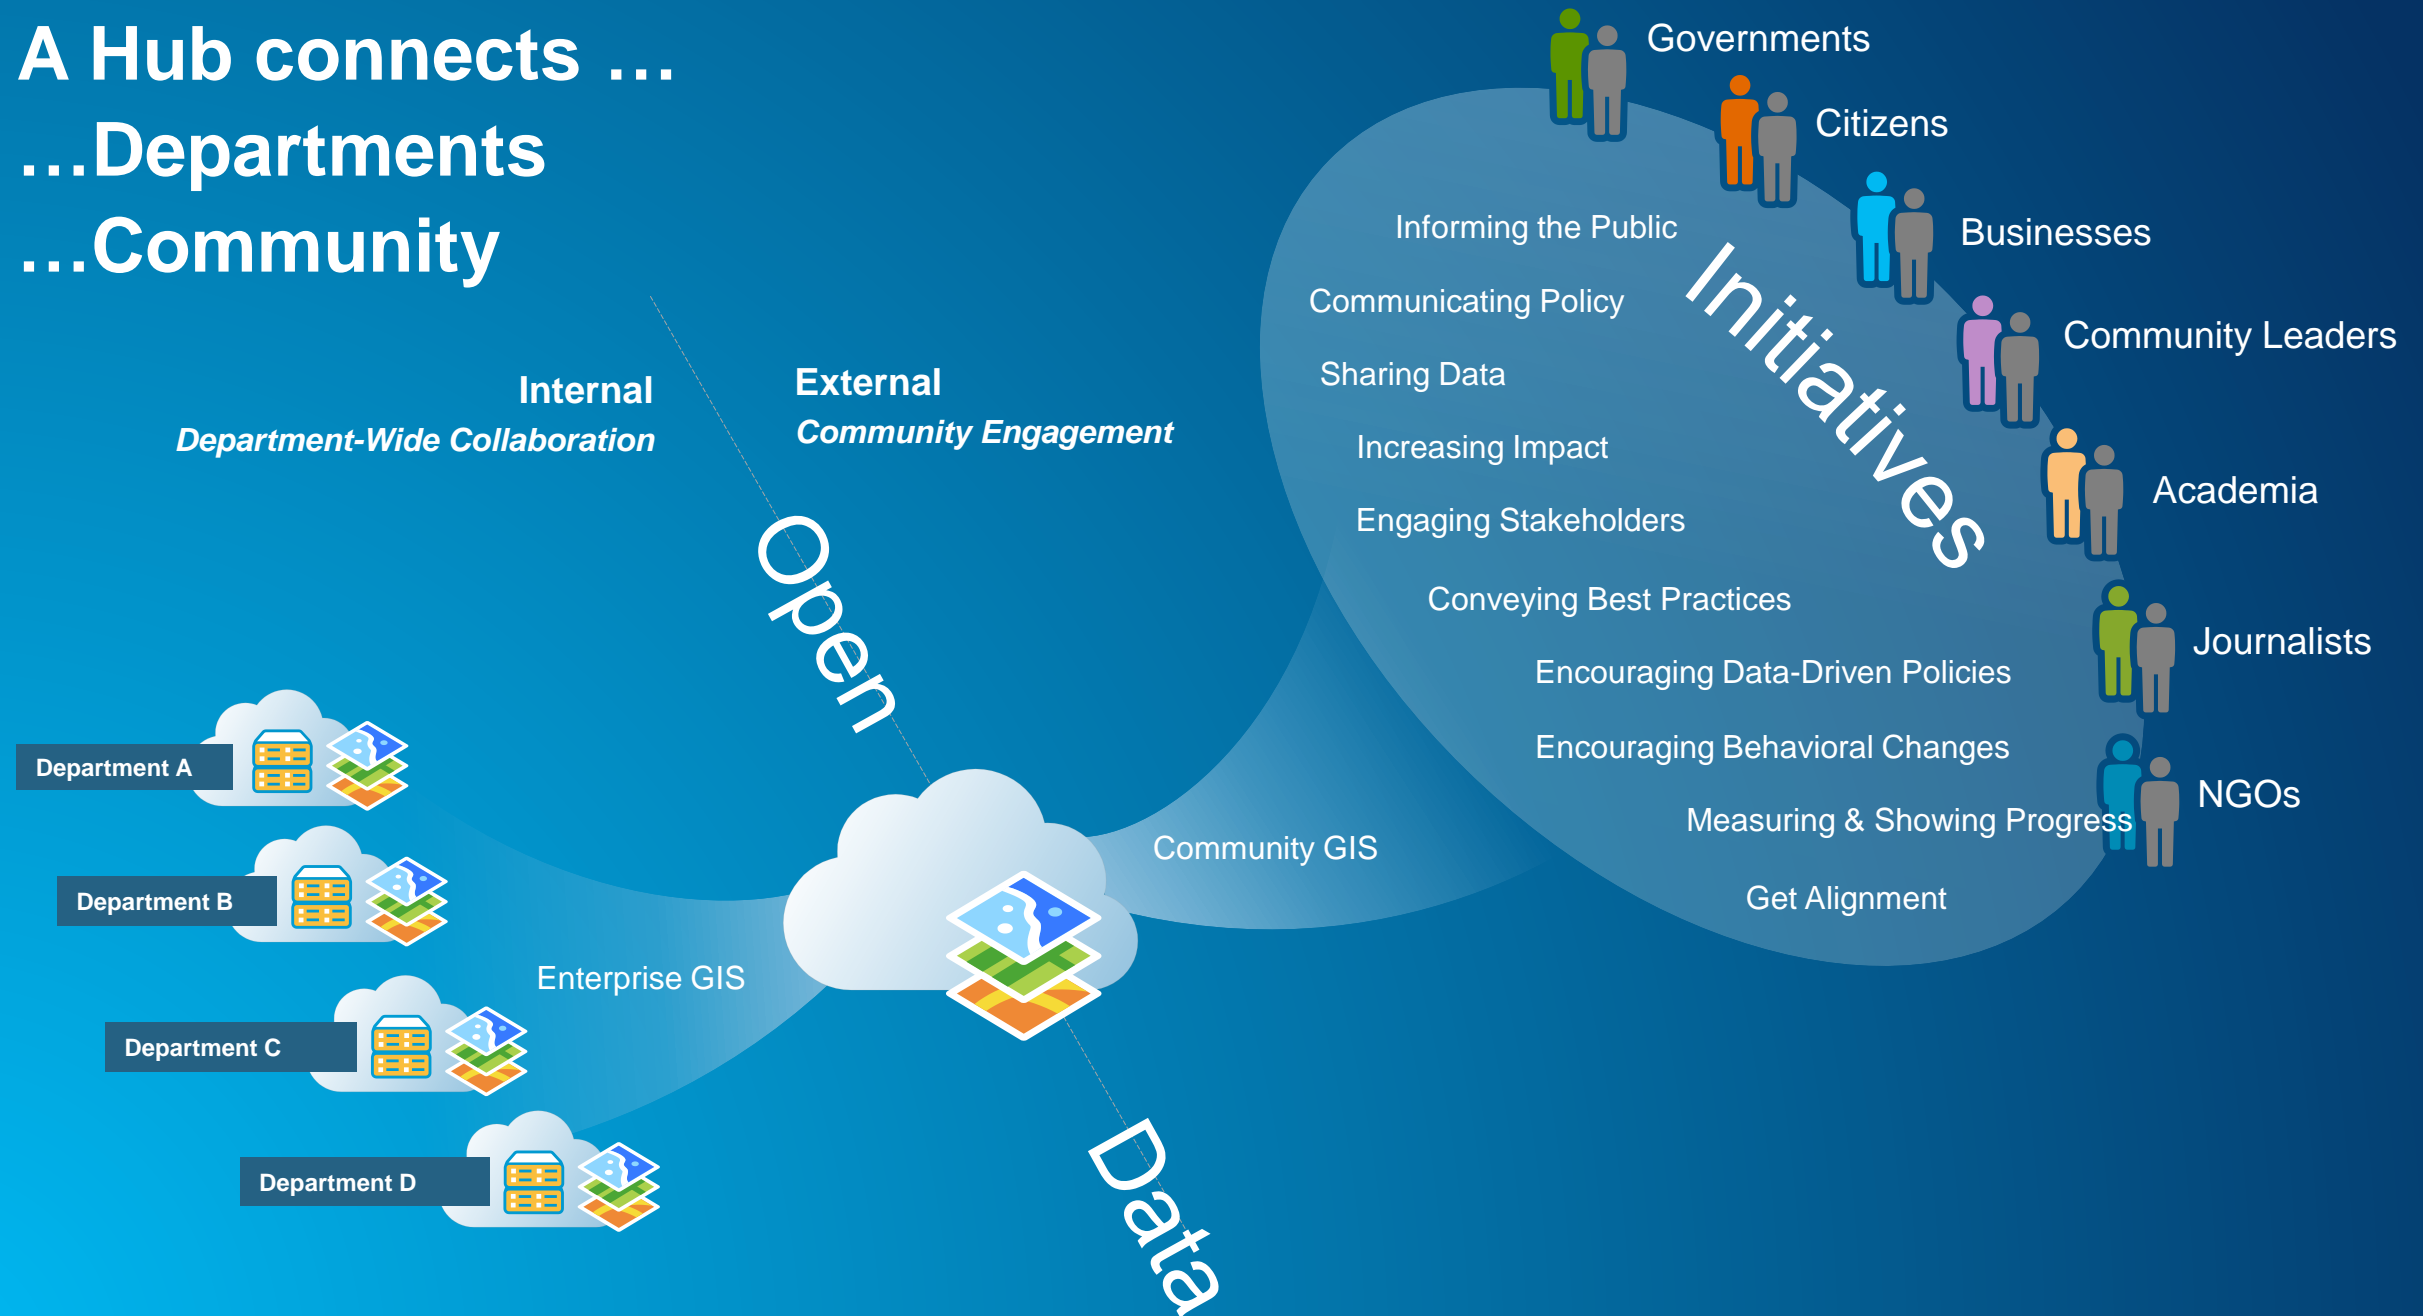 A Hub connects …
…Departments
…Community
Internal
Department-Wide Collaboration
External
Community Engagement
Open
Data
Department A
Department B
Department C
Department D
Enterprise GIS
Community GIS
Initiatives
Informing the Public
Communicating Policy
Sharing Data
Increasing Impact
Engaging Stakeholders
Conveying Best Practices
Encouraging Data-Driven Policies
Encouraging Behavioral Changes
Measuring & Showing Progress
Get Alignment
Governments
Citizens
Businesses
Community Leaders
Academia
Journalists
NGOs